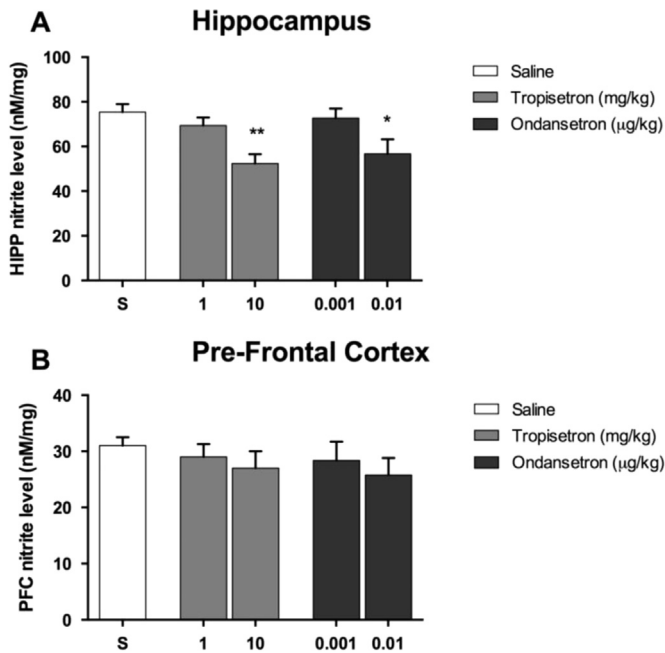 A
Hippocampus
HIPP nitrite level (nM/mg)
100
80
60
40
20
0
**
*
S
1
10
0.001
0.01
Saline
Tropisetron (mg/kg)
Ondansetron (μg/kg)
B
Pre-Frontal Cortex
PFC nitrite level (nM/mg)
40
30
20
10
0
S
1
10
0.001
0.01
Saline
Tropisetron (mg/kg)
Ondansetron (μg/kg)